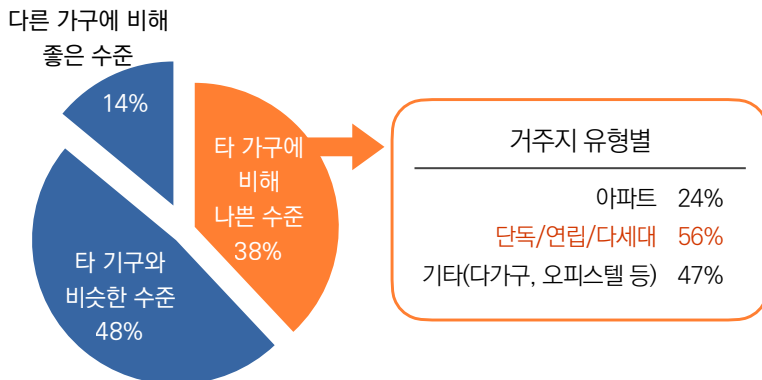 다른 가구에 비해
좋은 수준
14%
타 가구에
비해
나쁜 수준
38%
타 기구와
비슷한 수준
48%
거주지 유형별
아파트 24%
단독/연립/다세대 56%
기타(다가구, 오피스텔 등) 47%